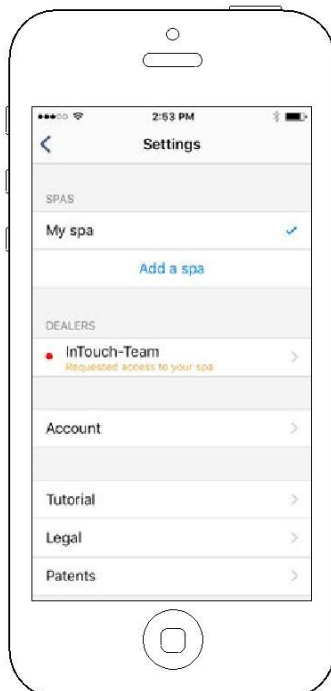 2:53 PM
Settings
SPAS
My spa
Add a spa
DEALERS
InTouch-Team
Requested access to your spa
Account
Tutorial
Legal
Patents